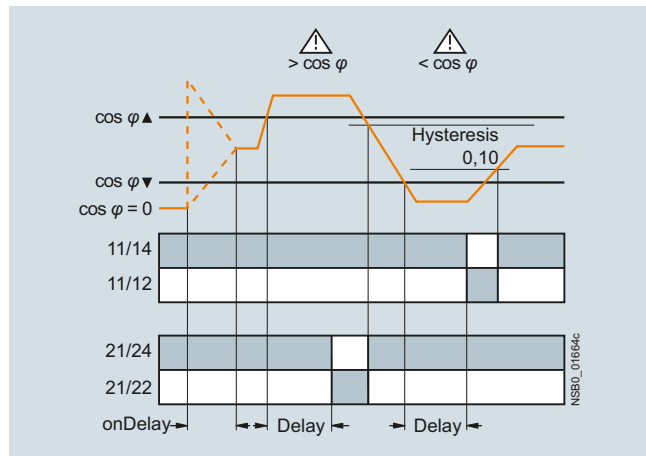 > cos φ
< cos φ
cos φ▲
Hysteresis
0,10
cos φ▼
cos φ = 0
11/14
11/12
21/24
21/22
onDelay
Delay
Delay
NSB0_01664c